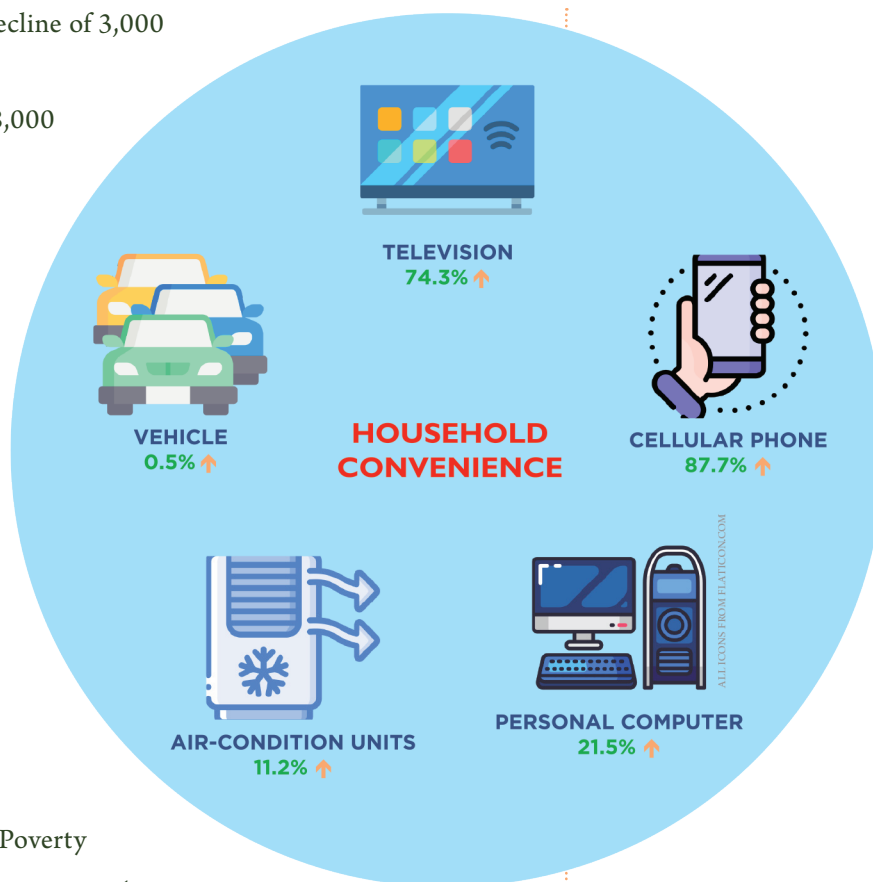 ecline of 3,000
3,000
TELEVISION
74.3%
VEHICLE
0.5%
HOUSEHOLD
CONVENIENCE
CELLULAR PHONE
87.7%
ALL ICONS FROM FLATICON.COM
AIR-CONDITION UNITS
11.2%
PERSONAL COMPUTER
21.5%
Poverty